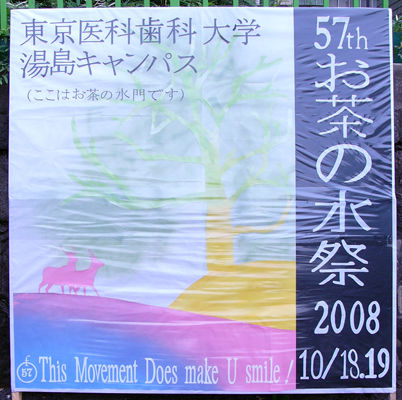 東京医科歯科大学
湯島キャンパス
(ここはお茶の水門です)
57th お茶の水祭
2008
10/18.19
This Movement Does make U smile!